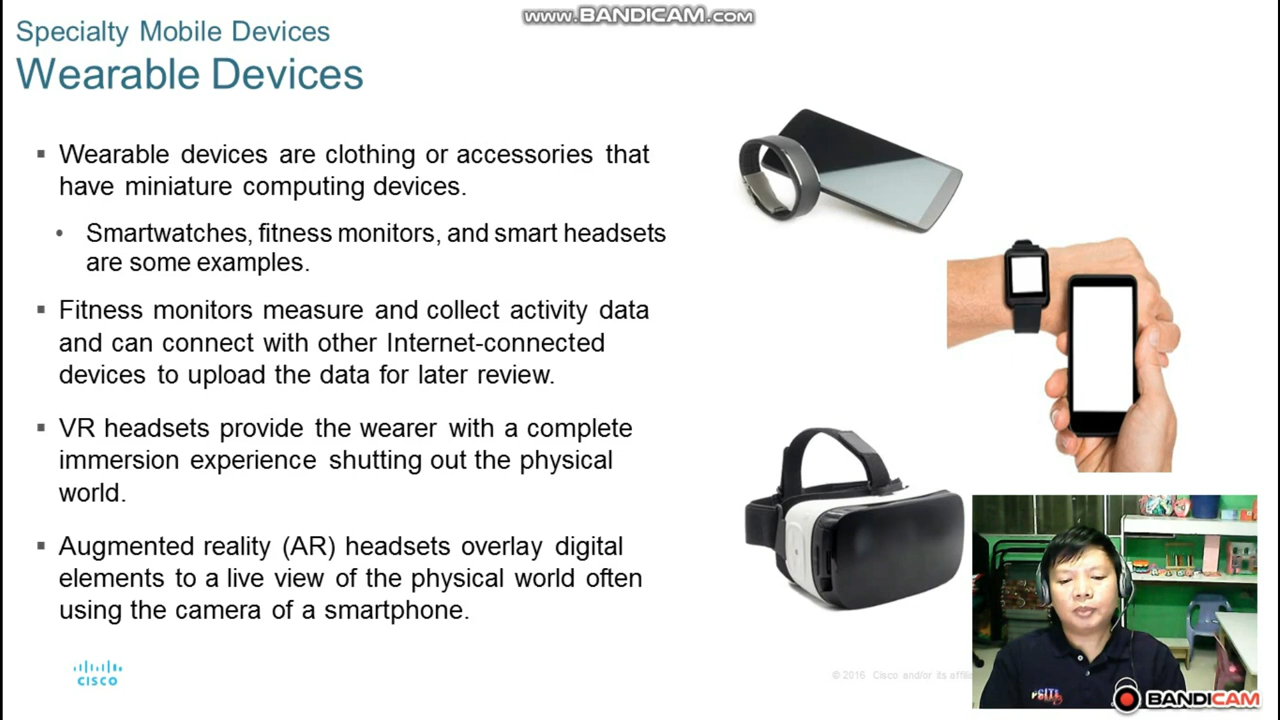 www.BANDICAM.com
Specialty Mobile Devices
Wearable Devices
▪ Wearable devices are clothing or accessories that
have miniature computing devices.
• Smartwatches, fitness monitors, and smart headsets
are some examples.
▪ Fitness monitors measure and collect activity data
and can connect with other Internet-connected
devices to upload the data for later review.
▪ VR headsets provide the wearer with a complete
immersion experience shutting out the physical
world.
▪ Augmented reality (AR) headsets overlay digital
elements to a live view of the physical world often
using the camera of a smartphone.
CISCO
© 2016 Cisco and/or its
BANDICAM